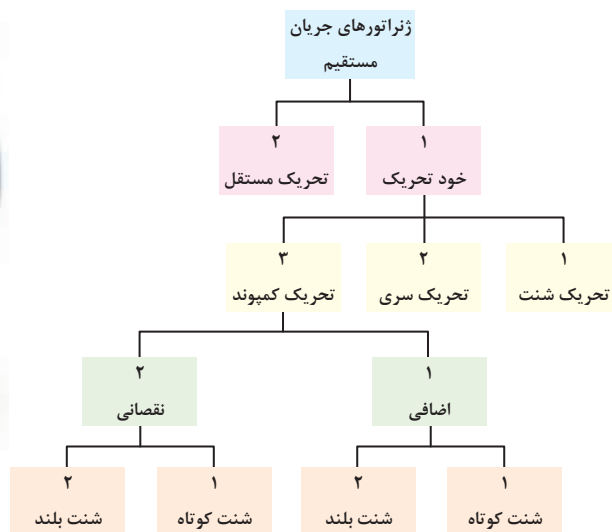 ژنراتورهای جریان
مستقیم
۱
خود تحریک
۲
تحریک مستقل
۱
تحریک شنت
۲
تحریک سری
۳
تحریک کمپوند
۱
اضافی
۲
نقصانی
۱
شنت کوتاه
۲
شنت بلند
۱
شنت کوتاه
۲
شنت بلند